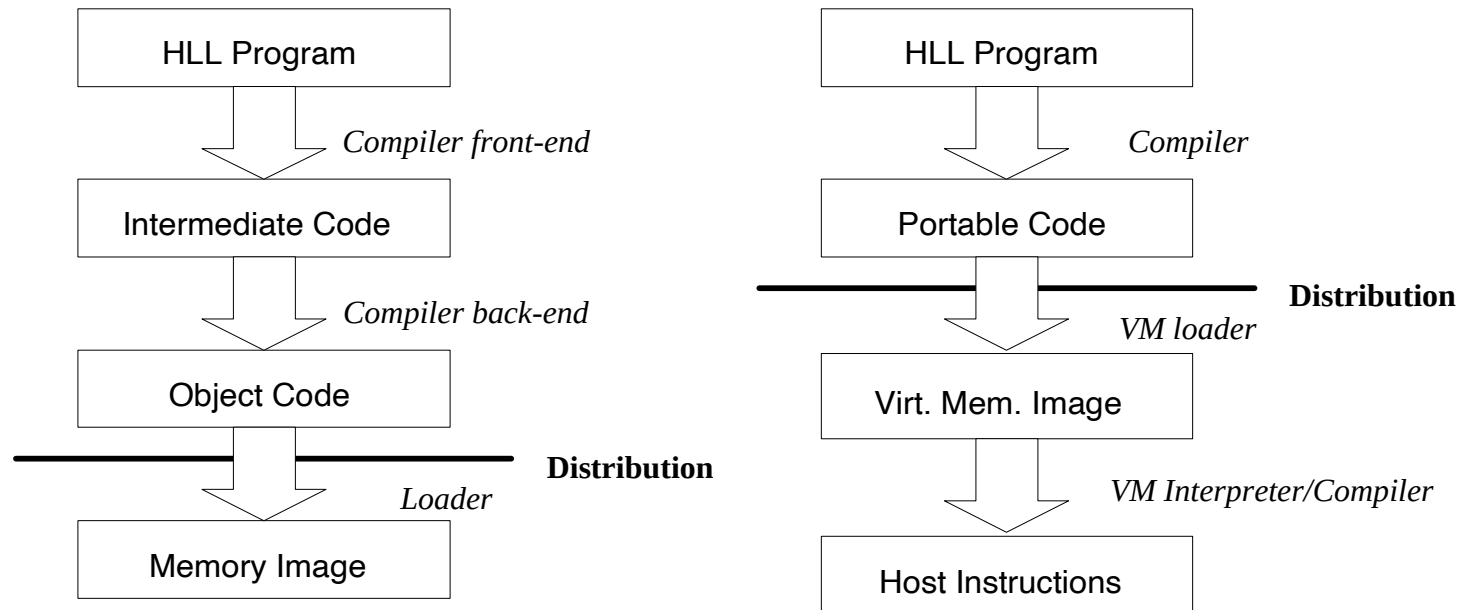 HLL Program
Compiler front-end
Intermediate Code
Compiler back-end
Object Code
Distribution
Loader
Memory Image
HLL Program
Compiler
Portable Code
Distribution
VM loader
Virt. Mem. Image
VM Interpreter/Compiler
Host Instructions